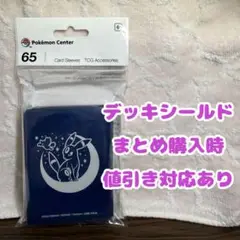 Pokémon Center
65
Card Sleeves
TCG Accessories
デッキシールド
まとめ購入時
値引き対応あり